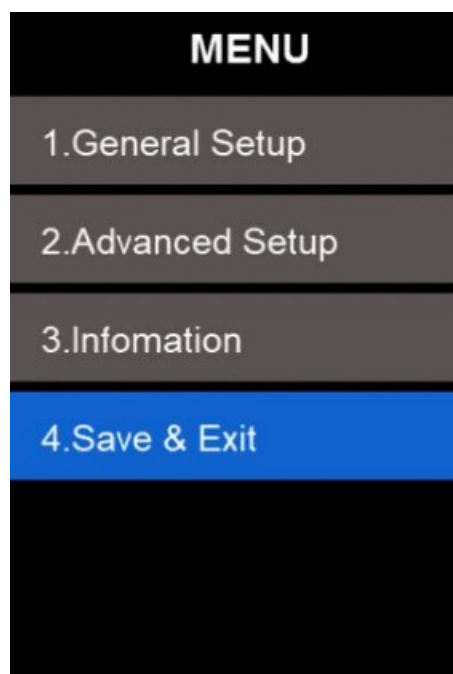 MENU
1.General Setup
2.Advanced Setup
3.Infomation
4.Save & Exit